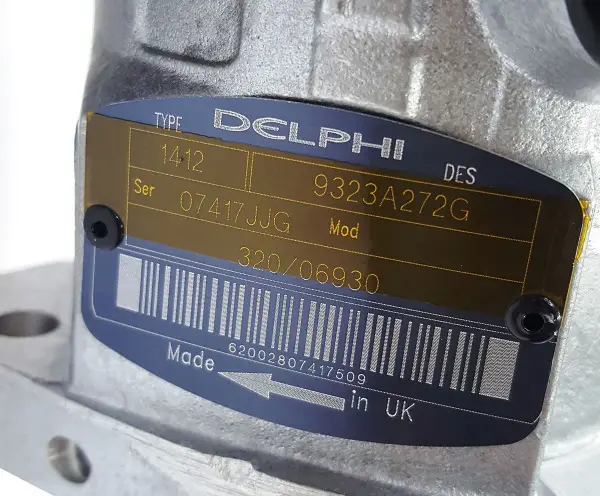 TYPE DELPHI DES
1412 9323A272G
Ser 07417JJG Mod
320/06930
62002807417509
Made in UK